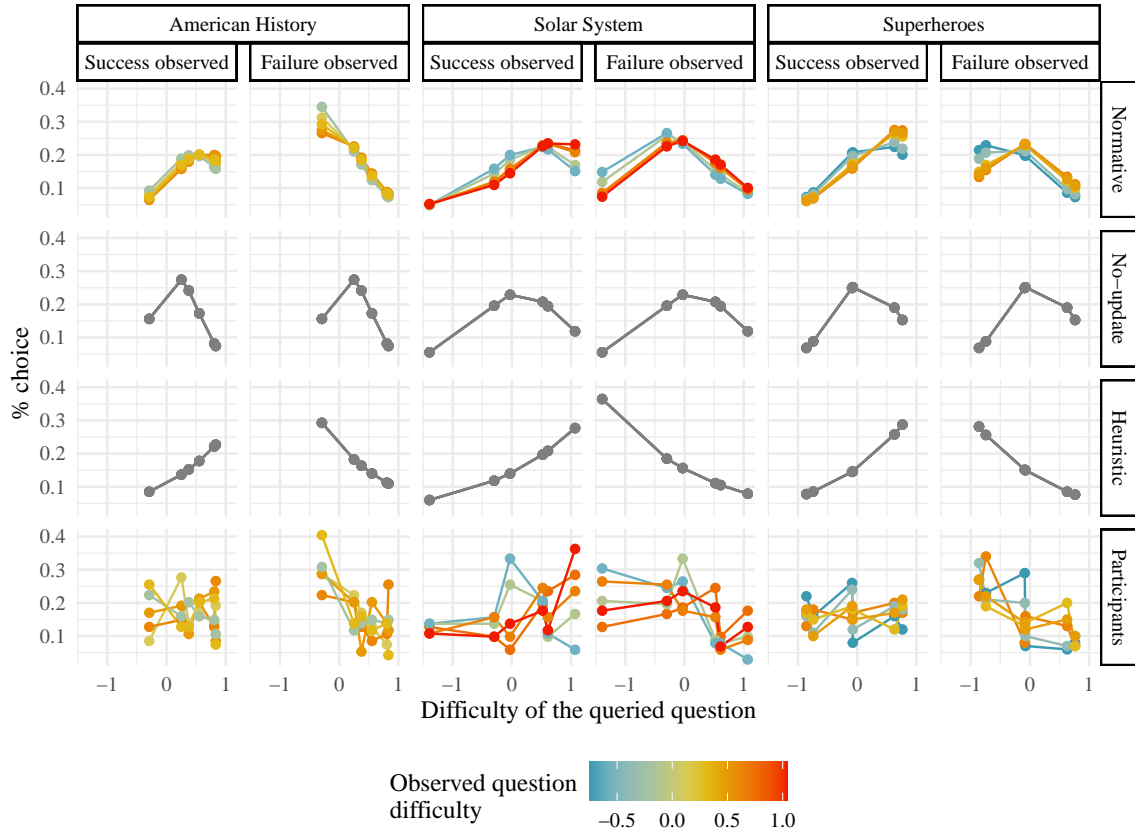 American History Solar System Superheroes
Success observed Failure observed Success observed Failure observed Success observed Failure observed
0.4
0.3
0.2
0.1
Normative
0.4
0.3
0.2
0.1
No−update
0.4
0.3
0.2
0.1
Heuristic
0.4
0.3
0.2
0.1
Participants
% choice
−1 0 1 −1 0 1 −1 0 1 −1 0 1 −1 0 1 −1 0 1
Difficulty of the queried question
Observed question
difficulty
−0.5 0.0 0.5 1.0